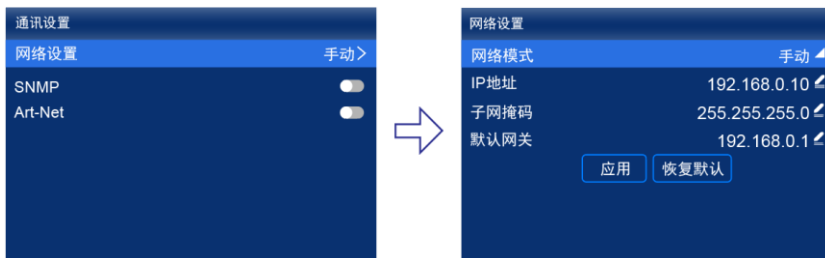 通讯设置
网络设置 手动
SNMP
Art-Net
网络设置
网络模式 手动
IP地址 192.168.0.10
子网掩码 255.255.255.0
默认网关 192.168.0.1
应用 恢复默认